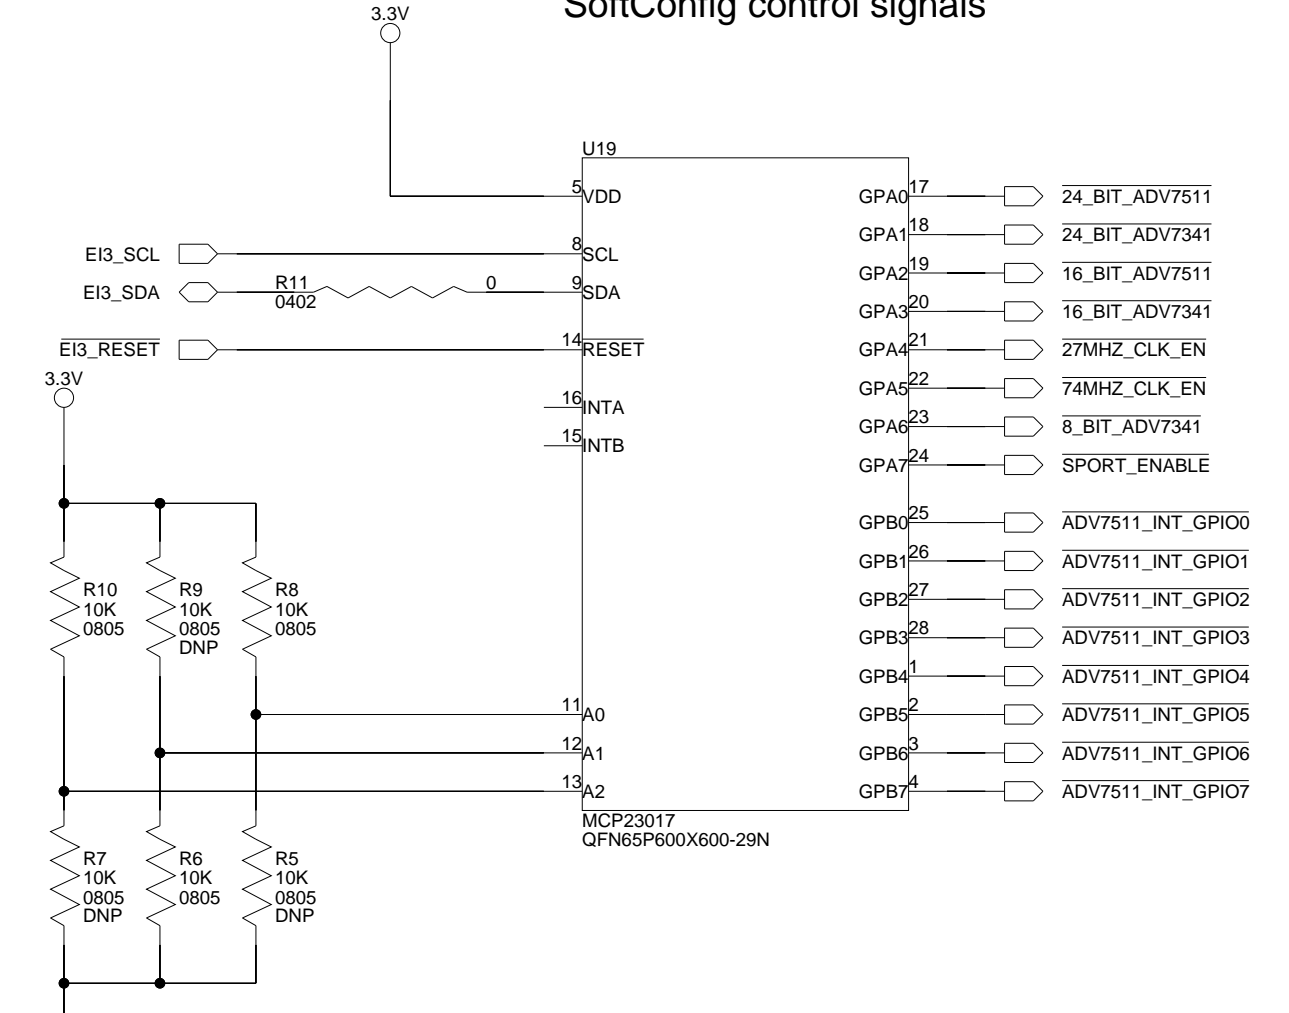 SoftConfig control signals
3.3V
U19
5 VDD GPA0 17 24_BIT_ADV7511
GPA1 18 24_BIT_ADV7341
EI3_SCL 8 SCL
GPA2 19 16_BIT_ADV7511
EI3_SDA R11 0 9 SDA
0402
GPA3 20 16_BIT_ADV7341
EI3_RESET 14 RESET GPA4 21 27MHZ_CLK_EN
3.3V
GPA5 22 74MHZ_CLK_EN
16 INTA
GPA6 23 8_BIT_ADV7341
15 INTB
GPA7 24 SPORT_ENABLE
GPB0 25 ADV7511_INT_GPIO0
GPB1 26 ADV7511_INT_GPIO1
R10 R9 R8
10K 10K 10K
0805 0805 0805
DNP
GPB2 27 ADV7511_INT_GPIO2
GPB3 28 ADV7511_INT_GPIO3
GPB4 1 ADV7511_INT_GPIO4
11 A0 GPB5 2 ADV7511_INT_GPIO5
12 A1 GPB6 3 ADV7511_INT_GPIO6
13 A2 GPB7 4 ADV7511_INT_GPIO7
MCP23017
QFN65P600X600-29N
R7 R6 R5
10K 10K 10K
0805 0805 0805
DNP DNP